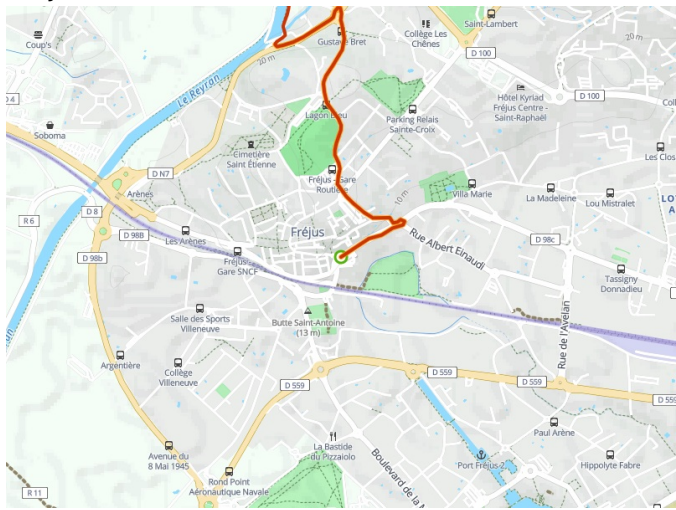 Coup's
Gustave Bret
Collège Les
Chênes
Saint-Lambert
D 100
20 m
20 m
Le Reyran
D 4
Hôtel Kyriad
Fréjus Centre -
Saint-Raphaël
D 100
Lagon Bleu
Parking Relais
Sainte-Croix
Soboma
Cimetière
Saint Étienne
Les Clos
D N7
Fréjus - Gare
Routière
Arènes
10 m
Villa Marie
La Madeleine
Lou Mistralet
D 8
R 6
D 98B
Les Arènes
Fréjus
Rue Albert Einaudi
D 98c
D 98b
Fréjus -
Gare SNCF
Tassigny
Donnadieu
Salle des Sports
Villeneuve
Butte Saint-Antoine
(13 m)
Rue de l'Avelan
Argentière
Collège
Villeneuve
D 559
D 559
D 559
D 559
Paul Arène
La Bastide
du Pizzaiolo
Avenue du
8 Mai 1945
Boulevard de la M
Port Fréjus 2
Hippolyte Fabre
Rond Point
Aéronautique Navale
R 11